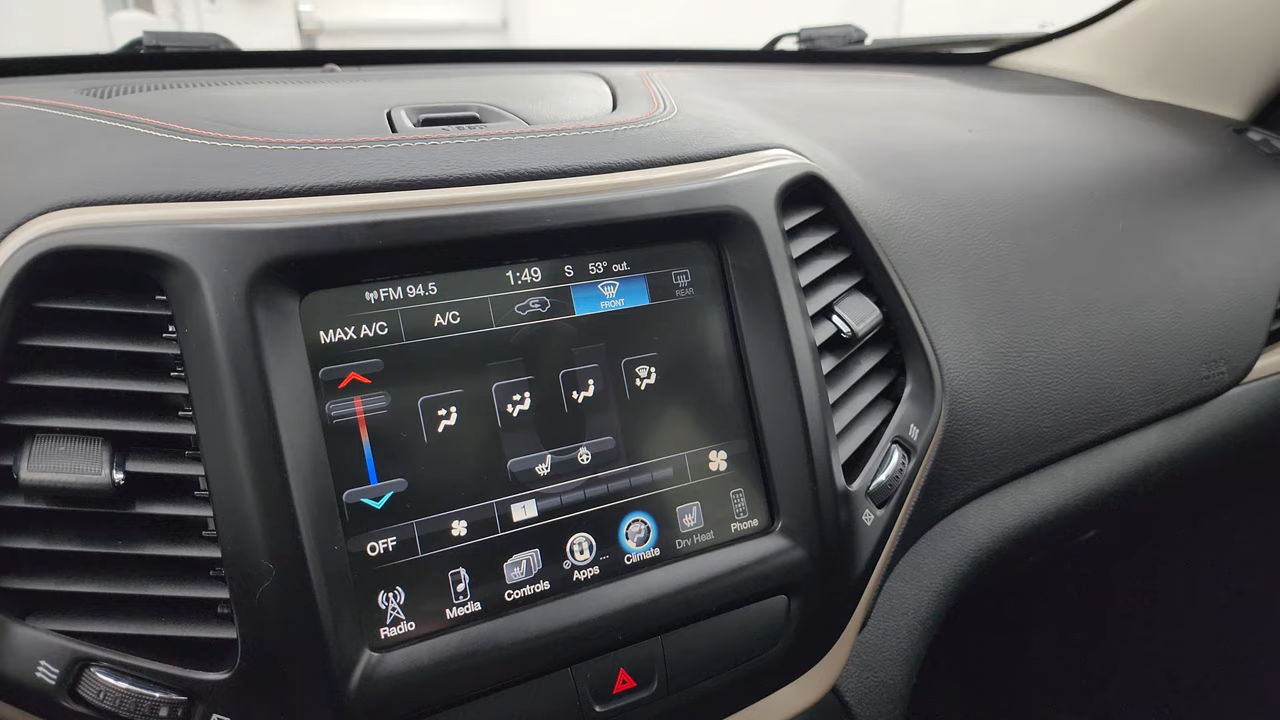 FM 94.5 1:49 S 53° out.
MAX A/C A/C FRONT REAR
OFF 1
Radio Media Controls Apps Climate Drv Heat Phone